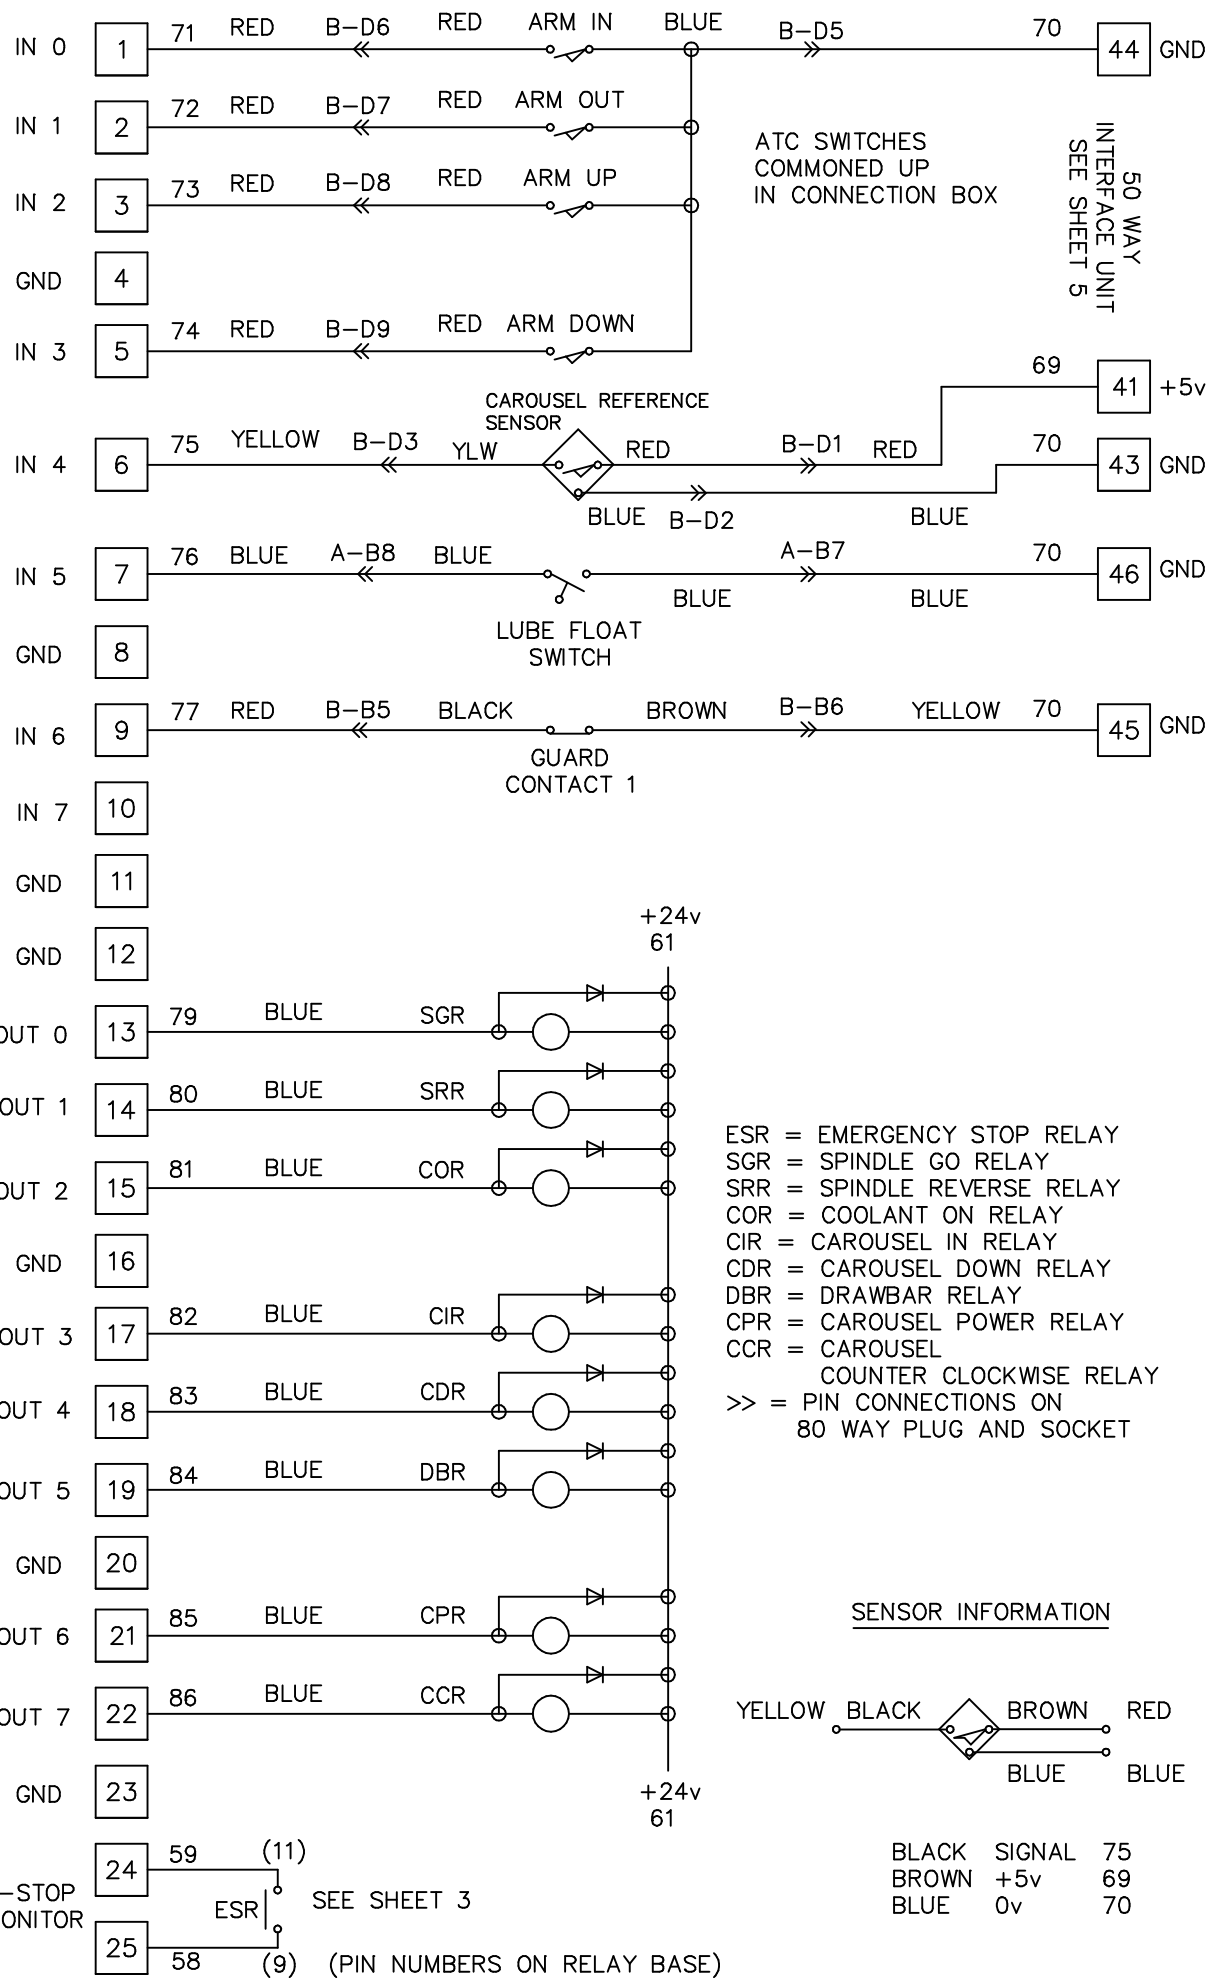 IN 0 1 71 RED B-D6 RED ARM IN BLUE B-D5 70 44 GND
IN 1 2 72 RED B-D7 RED ARM OUT
IN 2 3 73 RED B-D8 RED ARM UP
ATC SWITCHES
COMMONED UP
IN CONNECTION BOX
50 WAY
INTERFACE UNIT
SEE SHEET 5
GND 4
IN 3 5 74 RED B-D9 RED ARM DOWN
69 41 +5v
CAROUSEL REFERENCE
SENSOR
IN 4 6 75 YELLOW B-D3 YLW RED B-D1 RED 70 43 GND
BLUE B-D2 BLUE
IN 5 7 76 BLUE A-B8 BLUE A-B7 70 46 GND
BLUE BLUE
LUBE FLOAT
SWITCH
GND 8
IN 6 9 77 RED B-B5 BLACK BROWN B-B6 YELLOW 70 45 GND
GUARD
CONTACT 1
IN 7 10
GND 11
+24v
61
GND 12
OUT 0 13 79 BLUE SGR
OUT 1 14 80 BLUE SRR
OUT 2 15 81 BLUE COR
GND 16
OUT 3 17 82 BLUE CIR
OUT 4 18 83 BLUE CDR
OUT 5 19 84 BLUE DBR
GND 20
OUT 6 21 85 BLUE CPR
OUT 7 22 86 BLUE CCR
GND 23
+24v
61
ESR = EMERGENCY STOP RELAY
SGR = SPINDLE GO RELAY
SRR = SPINDLE REVERSE RELAY
COR = COOLANT ON RELAY
CIR = CAROUSEL IN RELAY
CDR = CAROUSEL DOWN RELAY
DBR = DRAWBAR RELAY
CPR = CAROUSEL POWER RELAY
CCR = CAROUSEL
COUNTER CLOCKWISE RELAY
>> = PIN CONNECTIONS ON
80 WAY PLUG AND SOCKET
SENSOR INFORMATION
YELLOW BLACK BROWN RED
BLUE BLUE
BLACK SIGNAL 75
BROWN +5v 69
BLUE 0v 70
24 59 (11)
-STOP
ONITOR
ESR SEE SHEET 3
25 58 (9) (PIN NUMBERS ON RELAY BASE)